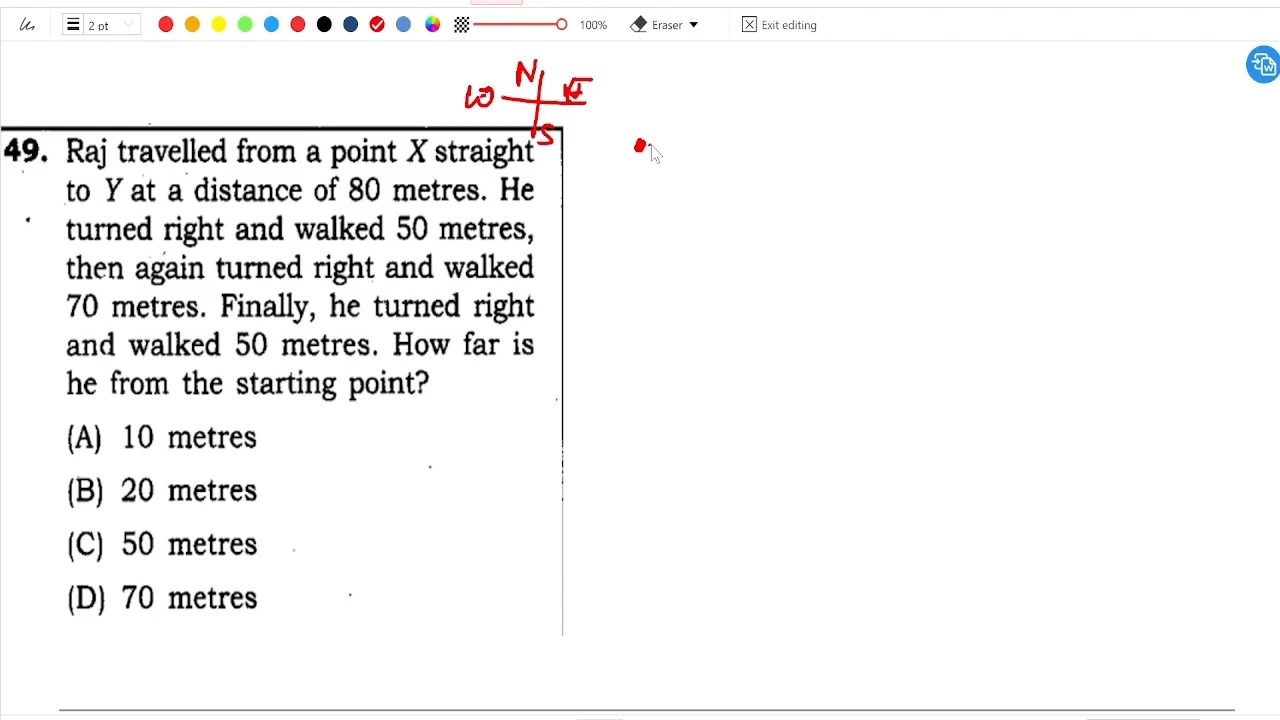 2 pt
100%
Eraser
Exit editing
N
W
S
49. Raj travelled from a point X straight
to Y at a distance of 80 metres. He
turned right and walked 50 metres,
then again turned right and walked
70 metres. Finally, he turned right
and walked 50 metres. How far is
he from the starting point?
(A) 10 metres
(B) 20 metres
(C) 50 metres
(D) 70 metres